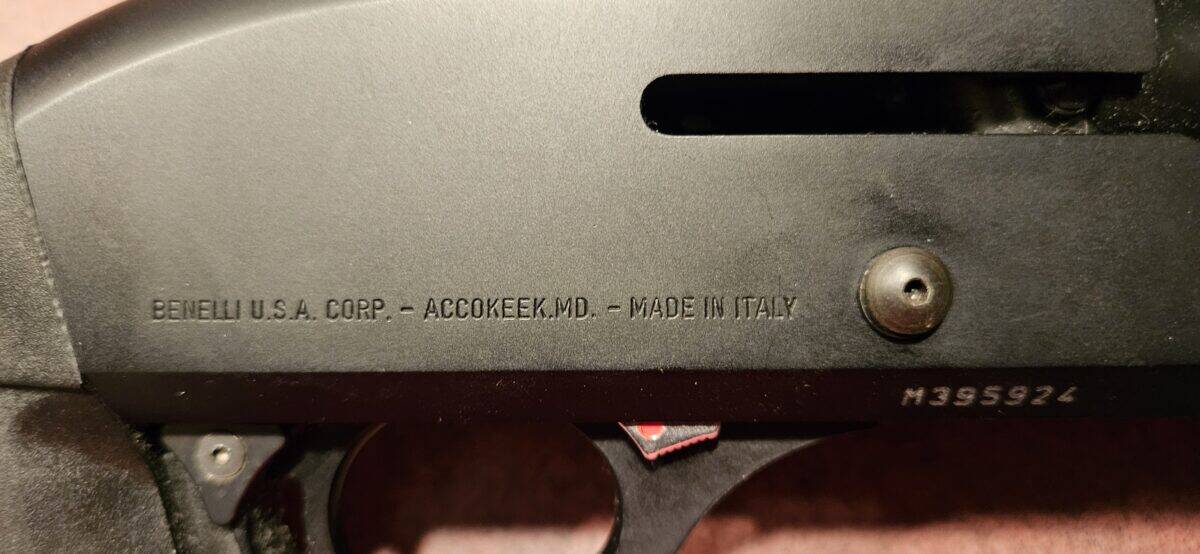 BENELLI U.S.A. CORP. - ACCOKEEK.MD. - MADE IN ITALY
M395924